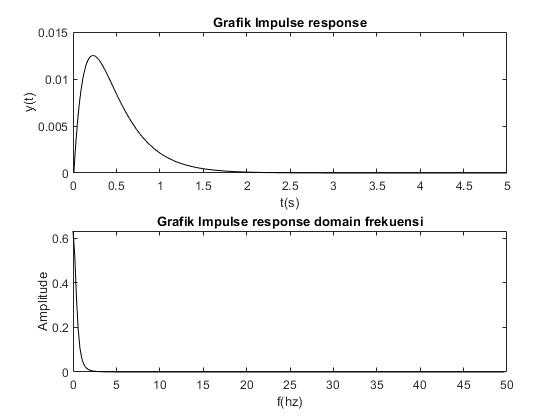 Grafik Impulse response
0.015
0.01
0.005
0
y(t)
0 0.5 1 1.5 2 2.5 3 3.5 4 4.5 5
t(s)
Grafik Impulse response domain frekuensi
0.6
0.4
0.2
0
Amplitude
0 5 10 15 20 25 30 35 40 45 50
f(hz)